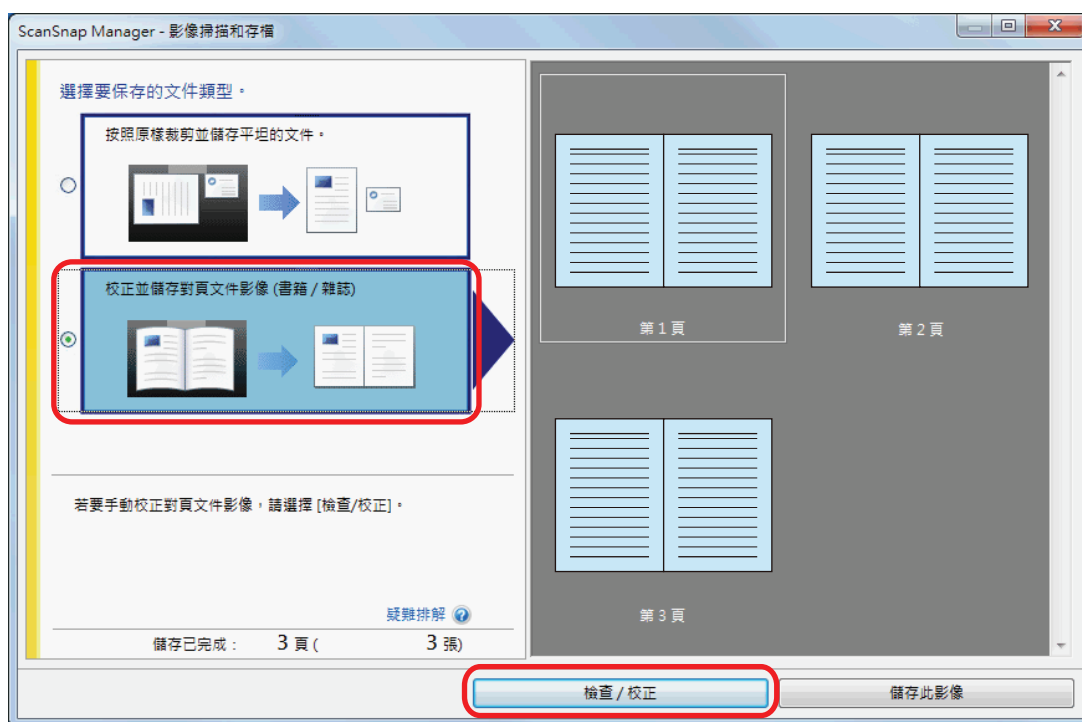 ScanSnap Manager - 影像掃描和存檔
選擇要保存的文件類型。
按照原樣裁剪並儲存平坦的文件。
校正並儲存對頁文件影像 (書籍 / 雜誌)
若要手動校正對頁文件影像，請選擇 [檢查/校正]。
疑難排解
儲存已完成： 3 頁 ( 3 張)
第 1 頁
第 2 頁
第 3 頁
檢查 / 校正
儲存此影像